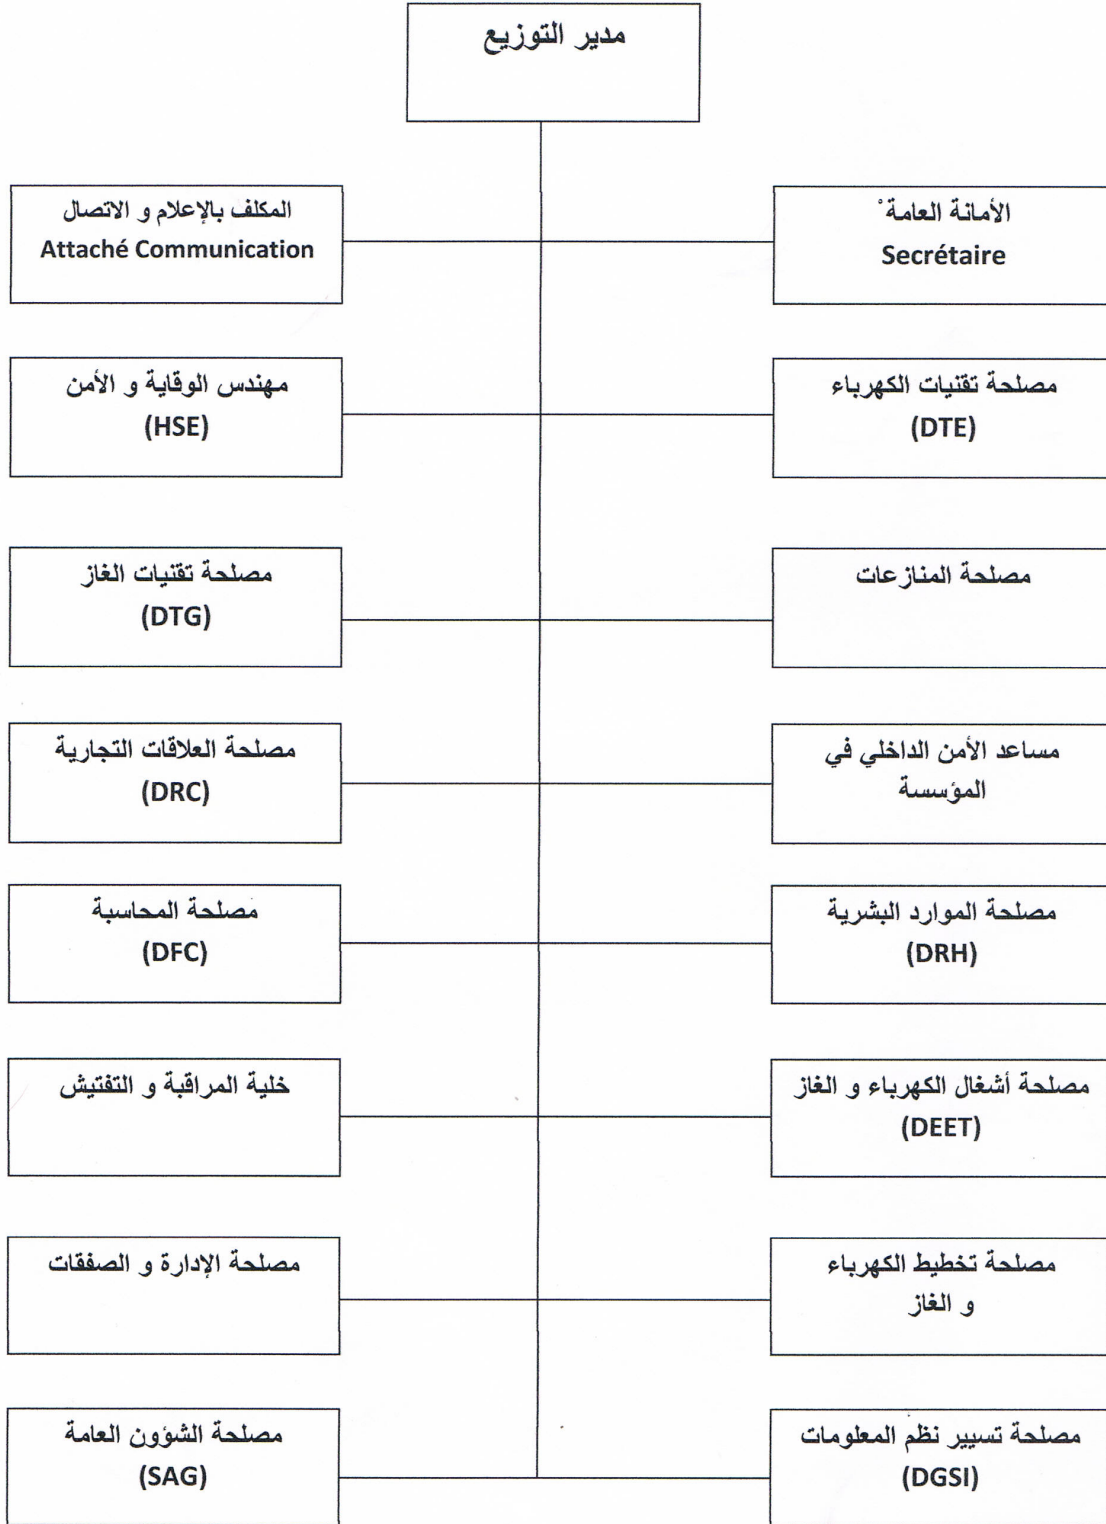 مدير التوزيع
الأمانة العامة
Secrétaire
المكلف بالإعلام و الاتصال
Attaché Communication
مصلحة تقنيات الكهرباء
(DTE)
مهندس الوقاية و الأمن
(HSE)
مصلحة المنازعات
مصلحة تقنيات الغاز
(DTG)
مساعد الأمن الداخلي في
المؤسسة
مصلحة العلاقات التجارية
(DRC)
مصلحة الموارد البشرية
(DRH)
مصلحة المحاسبة
(DFC)
مصلحة أشغال الكهرباء و الغاز
(DEET)
خلية المراقبة و التفتيش
مصلحة تخطيط الكهرباء
و الغاز
مصلحة الإدارة و الصفقات
مصلحة تسيير نظم المعلومات
(DGSI)
مصلحة الشؤون العامة
(SAG)